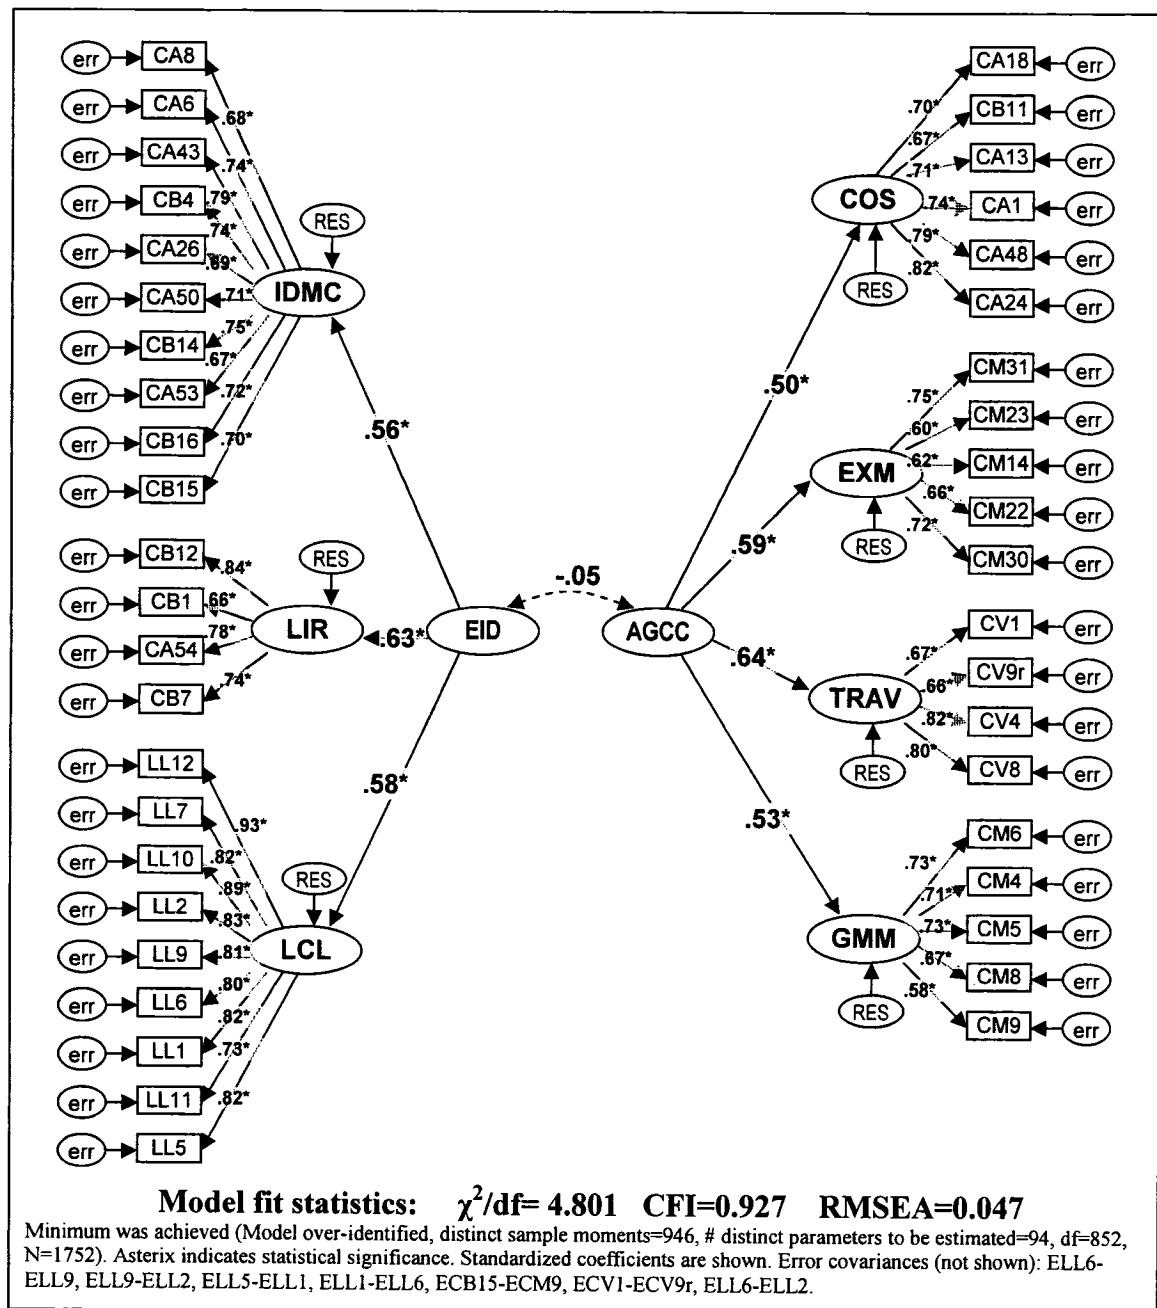 err CA8
err CA6
err CA43
err CB4
err CA26
err CA50
err CB14
err CA53
err CB16
err CB15
.68*
.74*
.79*
.74*
.69*
.71*
.75*
.67*
.72*
.70*
RES
IDMC
.56*
err CB12
err CB1
err CA54
err CB7
.84*
.66*
.78*
.74*
RES
LIR
.63*
EID
-.05
AGCC
err LL12
err LL7
err LL10
err LL2
err LL9
err LL6
err LL1
err LL11
err LL5
.93*
.82*
.89*
.83*
.81*
.80*
.82*
.73*
.82*
RES
LCL
.58*
CA18 err
CB11 err
CA13 err
CA1 err
CA48 err
CA24 err
.70*
.67*
.71*
.74*
.79*
.82*
COS
RES
.50*
CM31 err
CM23 err
CM14 err
CM22 err
CM30 err
.75*
.60*
.62*
.66*
.72*
EXM
RES
.59*
CV1 err
CV9r err
CV4 err
CV8 err
.67*
.66*
.82*
.80*
TRAV
RES
.64*
CM6 err
CM4 err
CM5 err
CM8 err
CM9 err
.73*
.71*
.73*
.67*
.58*
GMM
RES
.53*
Model fit statistics: χ²/df= 4.801 CFI=0.927 RMSEA=0.047
Minimum was achieved (Model over-identified, distinct sample moments=946, # distinct parameters to be estimated=94, df=852,
N=1752). Asterix indicates statistical significance. Standardized coefficients are shown. Error covariances (not shown): ELL6-
ELL9, ELL9-ELL2, ELL5-ELL1, ELL1-ELL6, ECB15-ECM9, ECV1-ECV9r, ELL6-ELL2.